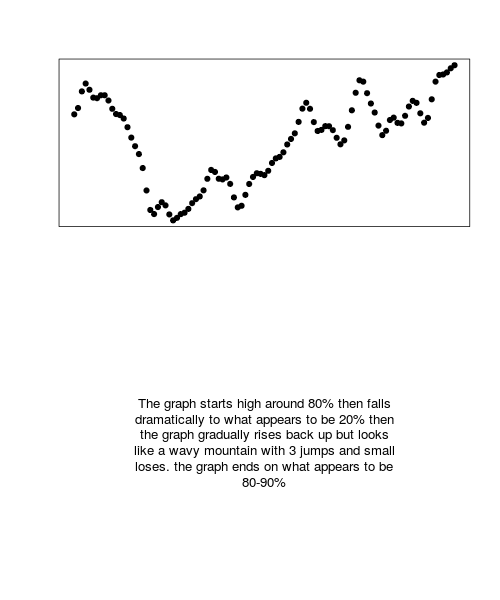 The graph starts high around 80% then falls
dramatically to what appears to be 20% then
the graph gradually rises back up but looks
like a wavy mountain with 3 jumps and small
loses. the graph ends on what appears to be
80-90%